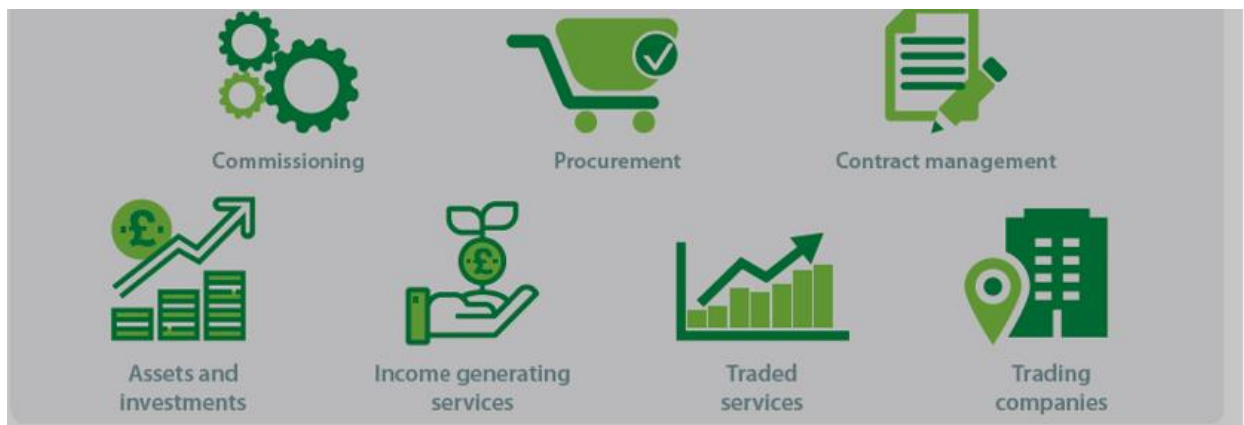 Commissioning
Procurement
Contract management
£
Assets and
investments
£
Income generating
services
Traded
services
Trading
companies